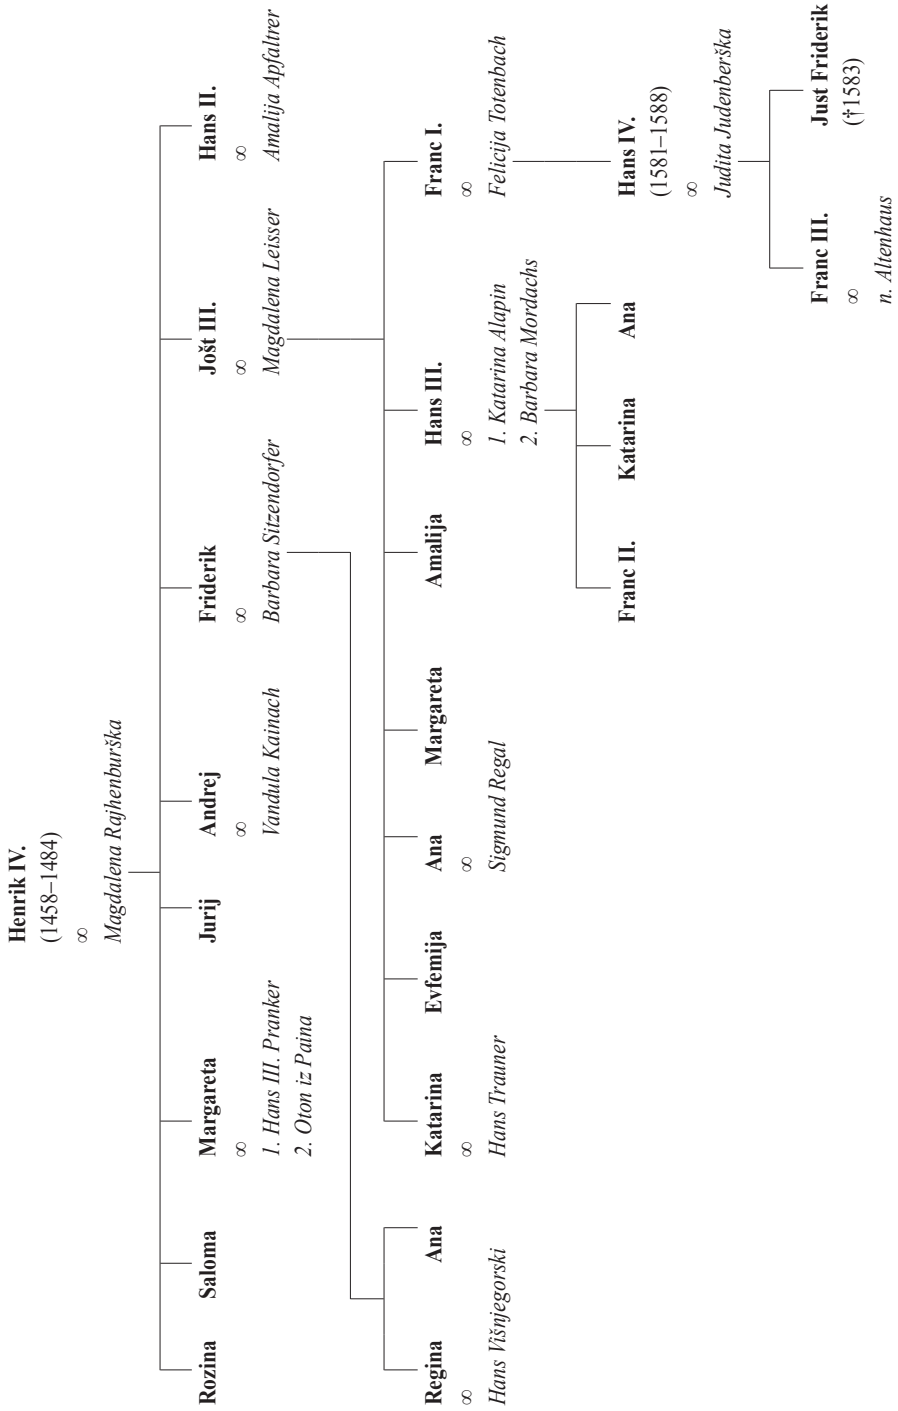 Henrik IV.
(1458–1484)
∞
Magdalena Rajhenburška
Rozina
Saloma
Margareta
∞
1. Hans III. Pranker
2. Oton iz Paina
Jurij
Andrej
∞
Vandula Kainach
Friderik
∞
Barbara Sitzendorfer
Jošt III.
∞
Magdalena Leisser
Hans II.
∞
Amalija Apfaltrer
Regina
∞
Hans Višnjegorski
Ana
Katarina
∞
Hans Trauner
Evfemija
Ana
∞
Sigmund Regal
Margareta
Amalija
Hans III.
∞
1. Katarina Alapin
2. Barbara Mordachs
Franc I.
∞
Felicija Totenbach
Franc II.
Katarina
Ana
Hans IV.
(1581–1588)
∞
Judita Judenberška
Franc III.
∞
n. Altenhaus
Just Friderik
(†1583)